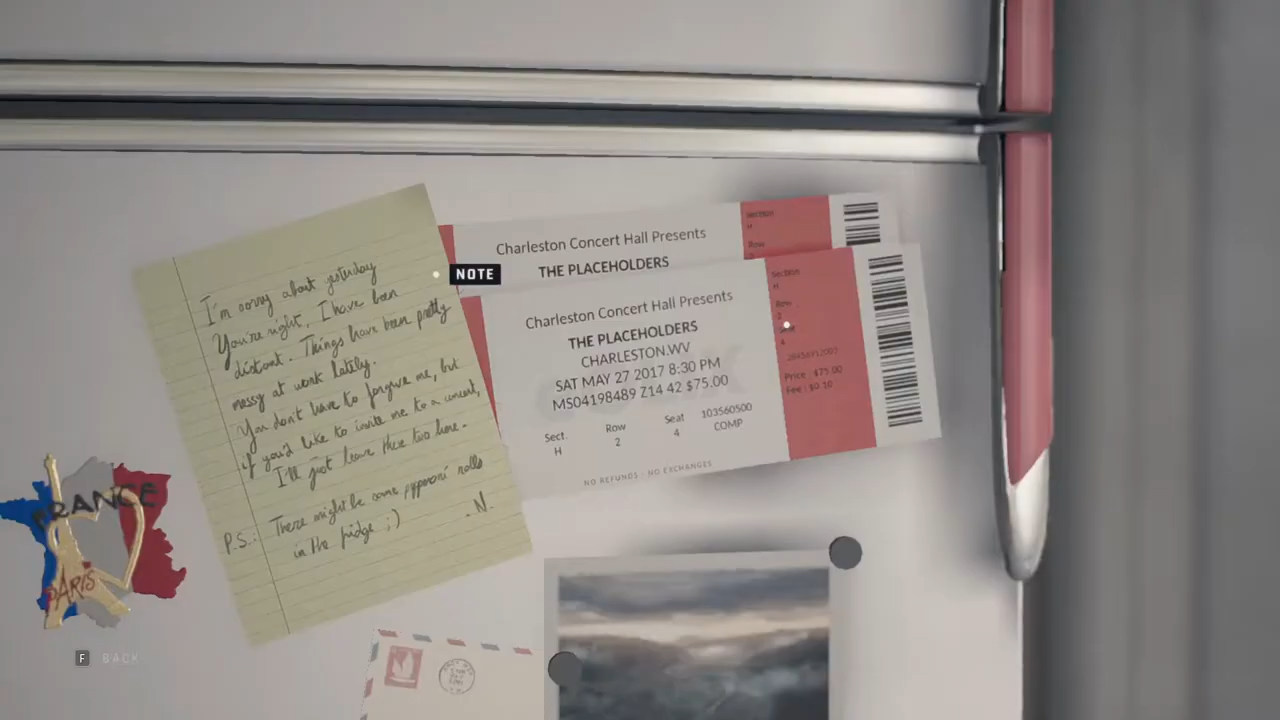 I'm sorry about yesterday
You're right, I have been
distant. Things have been pretty
messy at work lately.
You don't have to forgive me, but
if you'd like to invite me to a concert,
I'll just leave these two here.
P.S.: There might be some pepperoni rolls
in the fridge ;)
-N.
NOTE
Charleston Concert Hall Presents
THE PLACEHOLDERS
Section
H
Row
Charleston Concert Hall Presents
THE PLACEHOLDERS
CHARLESTON.WV
SAT MAY 27 2017 8:30 PM
MS04198489 Z14 42 $75.00
Sect.
H
Row
2
Seat
4
103560500
COMP
NO REFUNDS - NO EXCHANGES
Section
H
Row
2
Seat
4
Price : $75.00
Fee : $0.10
FRANCE
PARIS
F BACK